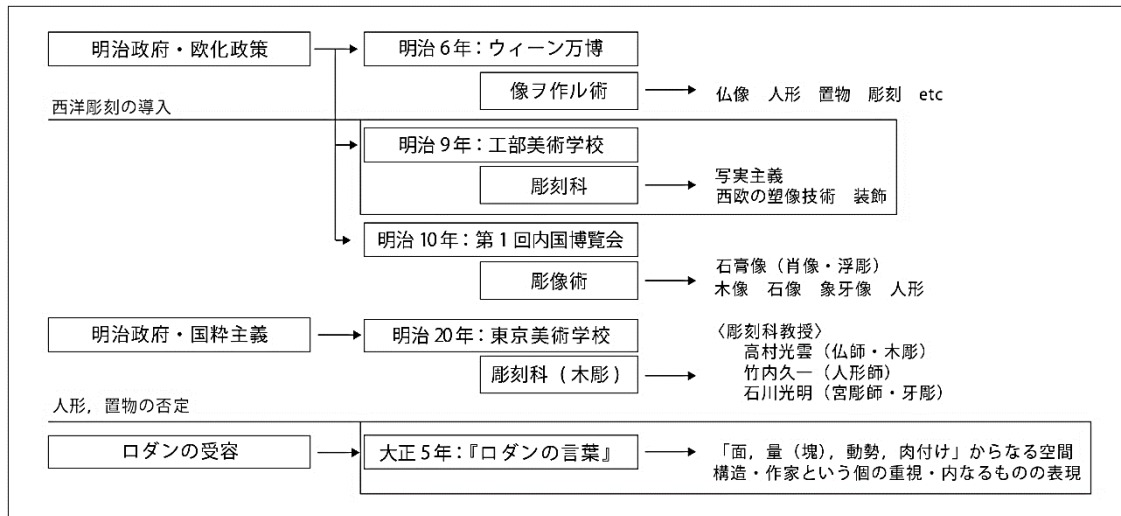 明治政府・欧化政策
明治6年：ウィーン万博
像ヲ作ル術
仏像　人形　置物　彫刻　etc
西洋彫刻の導入
明治9年：工部美術学校
彫刻科
写実主義
西欧の塑像技術　装飾
明治10年：第1回内国博覧会
彫像術
石膏像（肖像・浮彫）
木像　石像　象牙像　人形
明治政府・国粋主義
明治20年：東京美術学校
彫刻科（木彫）
〈彫刻科教授〉
高村光雲（仏師・木彫）
竹内久一（人形師）
石川光明（宮彫師・牙彫）
人形，置物の否定
ロダンの受容
大正5年：『ロダンの言葉』
「面，量（塊），動勢，肉付け」からなる空間
構造・作家という個の重視・内なるものの表現